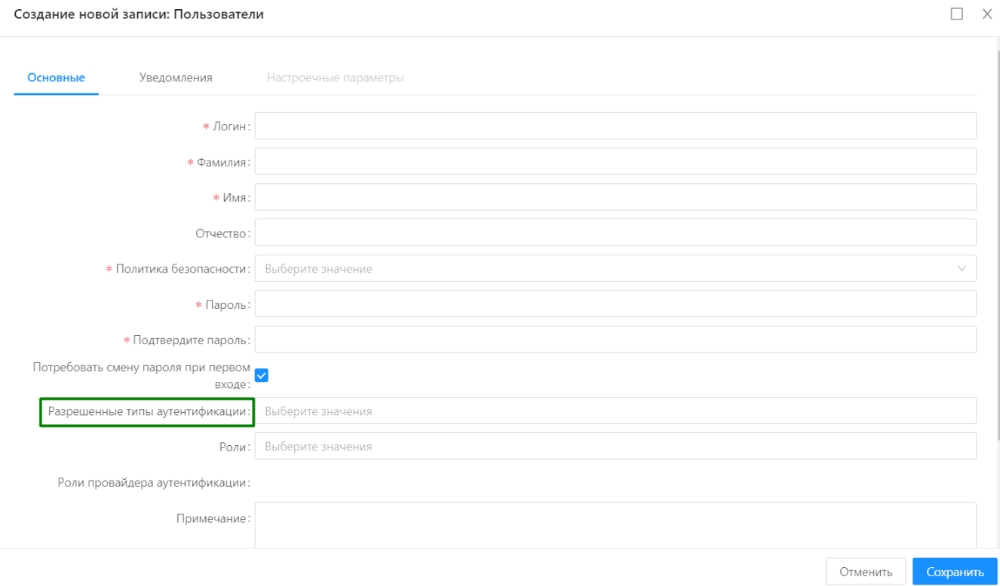 Создание новой записи: Пользователи
Основные Уведомления Настроечные параметры
* Логин:
* Фамилия:
* Имя:
Отчество:
* Политика безопасности: Выберите значение
* Пароль:
* Подтвердите пароль:
Потребовать смену пароля при первом
входе:
Разрешенные типы аутентификации: Выберите значения
Роли: Выберите значения
Роли провайдера аутентификации:
Примечание:
Отменить Сохранить